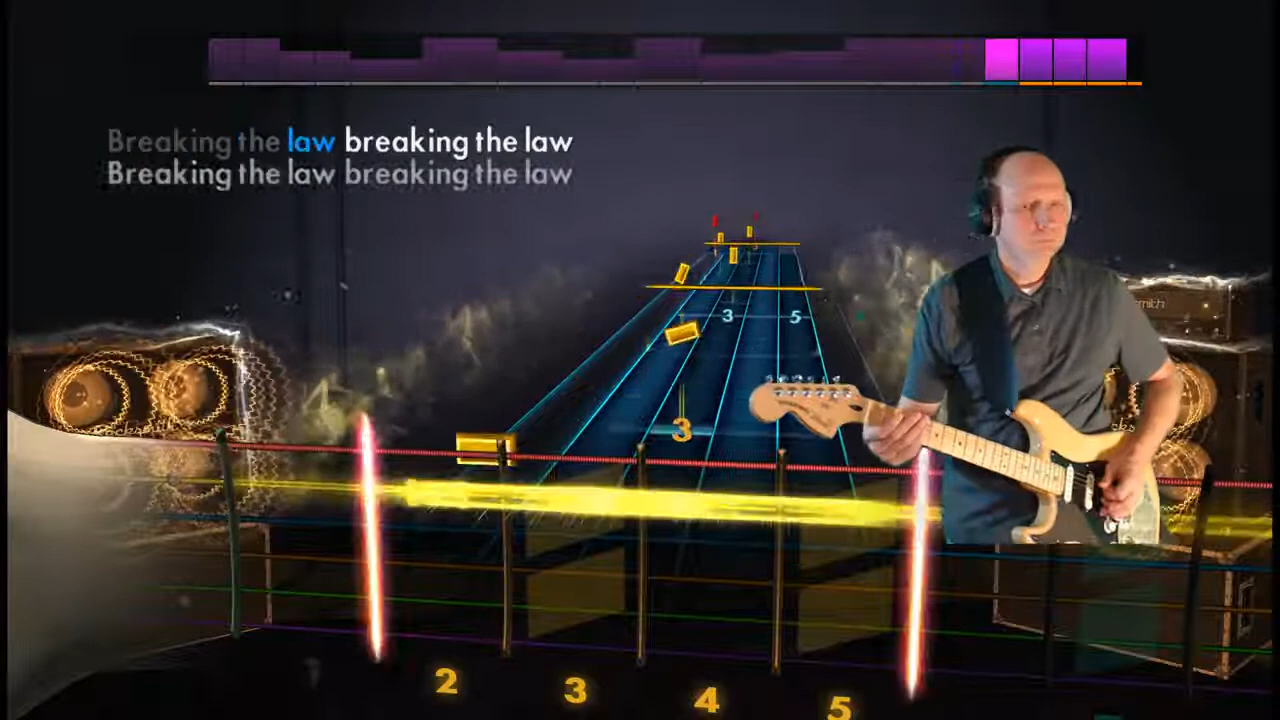 Breaking the law breaking the law
Breaking the law breaking the law
mith
3 5
3
2 3 4 5